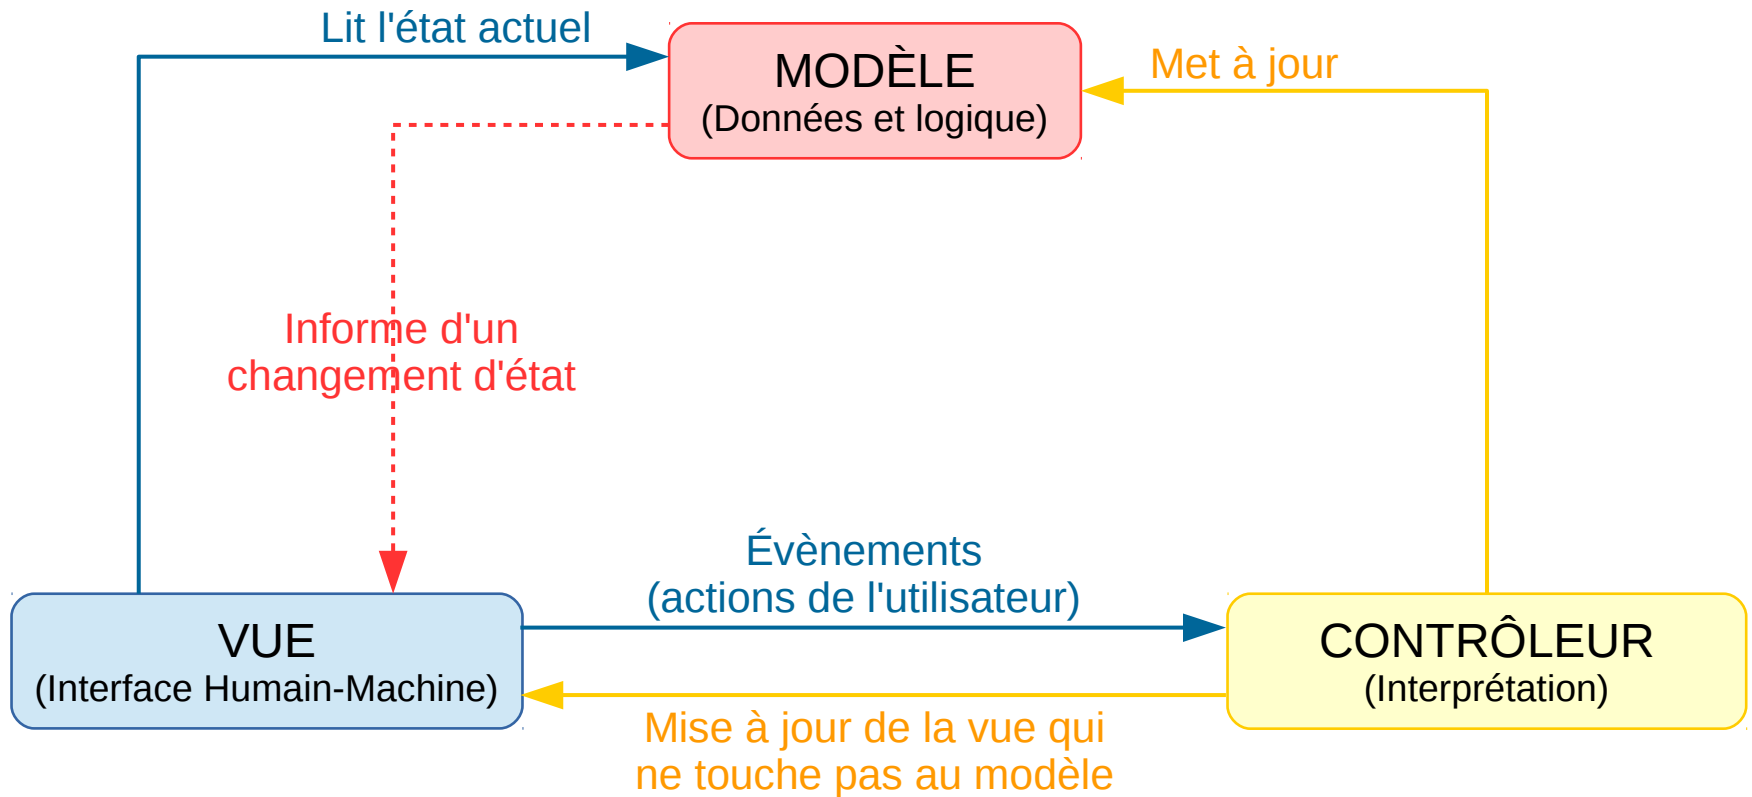 Lit l'état actuel
MODÈLE
(Données et logique)
Met à jour
Informe d'un
changement d'état
Évènements
(actions de l'utilisateur)
VUE
(Interface Humain-Machine)
CONTRÔLEUR
(Interprétation)
Mise à jour de la vue qui
ne touche pas au modèle